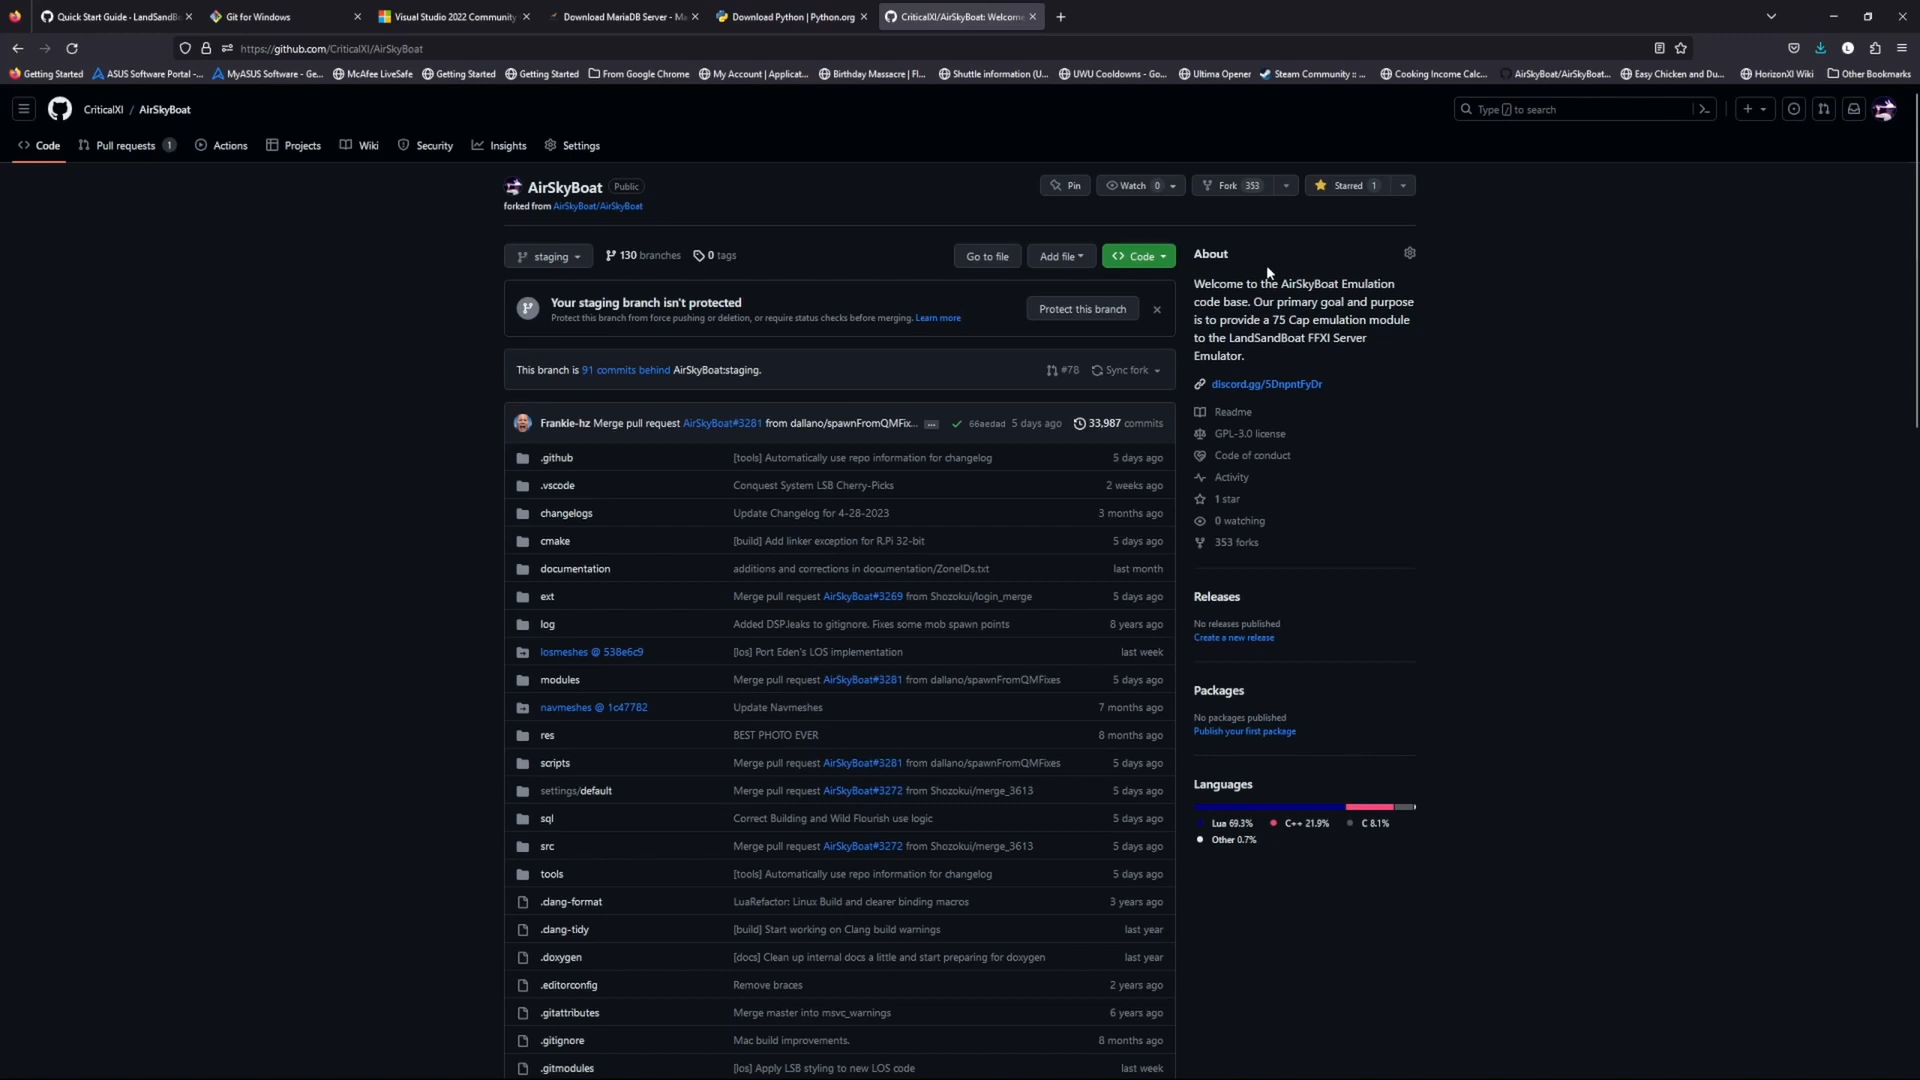 Quick Start Guide - LandSandB
Git for Windows
Visual Studio 2022 Community
Download MariaDB Server - Ma
Download Python | Python.org
CriticalXI/AirSkyBoat: Welcome
https://github.com/CriticalXI/AirSkyBoat
Getting Started
ASUS Software Portal -...
MyASUS Software - Ge...
McAfee LiveSafe
Getting Started
Getting Started
From Google Chrome
My Account | Applicat...
Birthday Massacre | Fl...
Shuttle information (U...
UWU Cooldowns - Go...
Ultima Opener
Steam Community :: ...
Cooking Income Calc...
AirSkyBoat/AirSkyBoat...
Easy Chicken and Du...
HorizonXI Wiki
Other Bookmarks
CriticalXI / AirSkyBoat
Type / to search
Code
Pull requests 1
Actions
Projects
Wiki
Security
Insights
Settings
AirSkyBoat Public
forked from AirSkyBoat/AirSkyBoat
Pin
Watch 0
Fork 353
Starred 1
staging
130 branches
0 tags
Go to file
Add file
Code
Your staging branch isn't protected
Protect this branch from force pushing or deletion, or require status checks before merging. Learn more
Protect this branch
This branch is 91 commits behind AirSkyBoat:staging.
#78
Sync fork
Frankie-hz Merge pull request AirSkyBoat#3281 from dallano/spawnFromQMFix... ... 66aedad 5 days ago 33,987 commits
.github [tools] Automatically use repo information for changelog 5 days ago
.vscode Conquest System LSB Cherry-Picks 2 weeks ago
changelogs Update Changelog for 4-28-2023 3 months ago
cmake [build] Add linker exception for R.Pi 32-bit 5 days ago
documentation additions and corrections in documentation/ZoneIDs.txt last month
ext Merge pull request AirSkyBoat#3269 from Shozokui/login_merge 5 days ago
log Added DSP.leaks to gitignore. Fixes some mob spawn points 8 years ago
losmeshes @ 538e6c9 [los] Port Eden's LOS implementation last week
modules Merge pull request AirSkyBoat#3281 from dallano/spawnFromQMFixes 5 days ago
navmeshes @ 1c47782 Update Navmeshes 7 months ago
res BEST PHOTO EVER 8 months ago
scripts Merge pull request AirSkyBoat#3281 from dallano/spawnFromQMFixes 5 days ago
settings/default Merge pull request AirSkyBoat#3272 from Shozokui/merge_3613 5 days ago
sql Correct Building and Wild Flourish use logic 5 days ago
src Merge pull request AirSkyBoat#3272 from Shozokui/merge_3613 5 days ago
tools [tools] Automatically use repo information for changelog 5 days ago
.clang-format LuaRefactor: Linux Build and clearer binding macros 3 years ago
.clang-tidy [build] Start working on Clang build warnings last year
.doxygen [docs] Clean up internal docs a little and start preparing for doxygen last year
.editorconfig Remove braces 2 years ago
.gitattributes Merge master into msvc_warnings 6 years ago
.gitignore Mac build improvements. 8 months ago
.gitmodules [los] Apply LSB styling to new LOS code last week
About
Welcome to the AirSkyBoat Emulation
code base. Our primary goal and purpose
is to provide a 75 Cap emulation module
to the LandSandBoat FFXI Server
Emulator.
discord.gg/5DnpntFyDr
Readme
GPL-3.0 license
Code of conduct
Activity
1 star
0 watching
353 forks
Releases
No releases published
Create a new release
Packages
No packages published
Publish your first package
Languages
Lua 69.3%
C++ 21.9%
C 8.1%
Other 0.7%